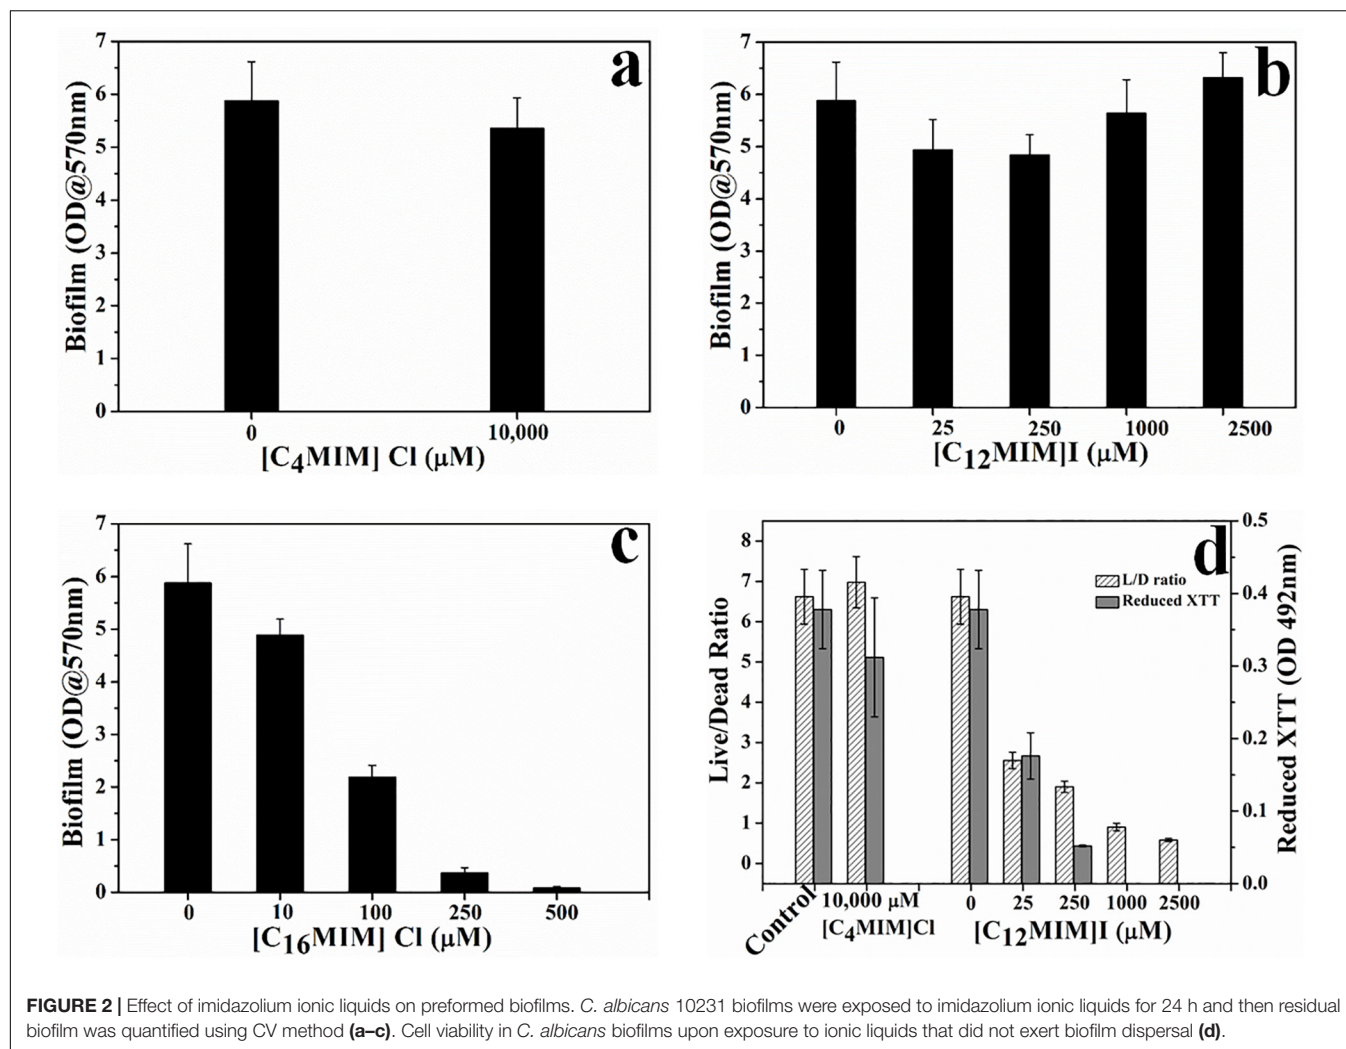 a
7
6
5
4
3
2
1
0
Biofilm (OD@570nm)
0 10,000
[C4MIM] Cl (μM)
b
7
6
5
4
3
2
1
0
Biofilm (OD@570nm)
0 25 250 1000 2500
[C12MIM]I (μM)
c
7
6
5
4
3
2
1
0
Biofilm (OD@570nm)
0 10 100 250 500
[C16MIM] Cl (μM)
d
8
7
6
5
4
3
2
1
0
Live/Dead Ratio
L/D ratio
Reduced XTT
0.5
0.4
0.3
0.2
0.1
0.0
Reduced XTT (OD 492nm)
Control 10,000 μM
[C4MIM]Cl
0 25 250 1000 2500
[C12MIM]I (μM)
FIGURE 2 | Effect of imidazolium ionic liquids on preformed biofilms. C. albicans 10231 biofilms were exposed to imidazolium ionic liquids for 24 h and then residual
biofilm was quantified using CV method (a–c). Cell viability in C. albicans biofilms upon exposure to ionic liquids that did not exert biofilm dispersal (d).